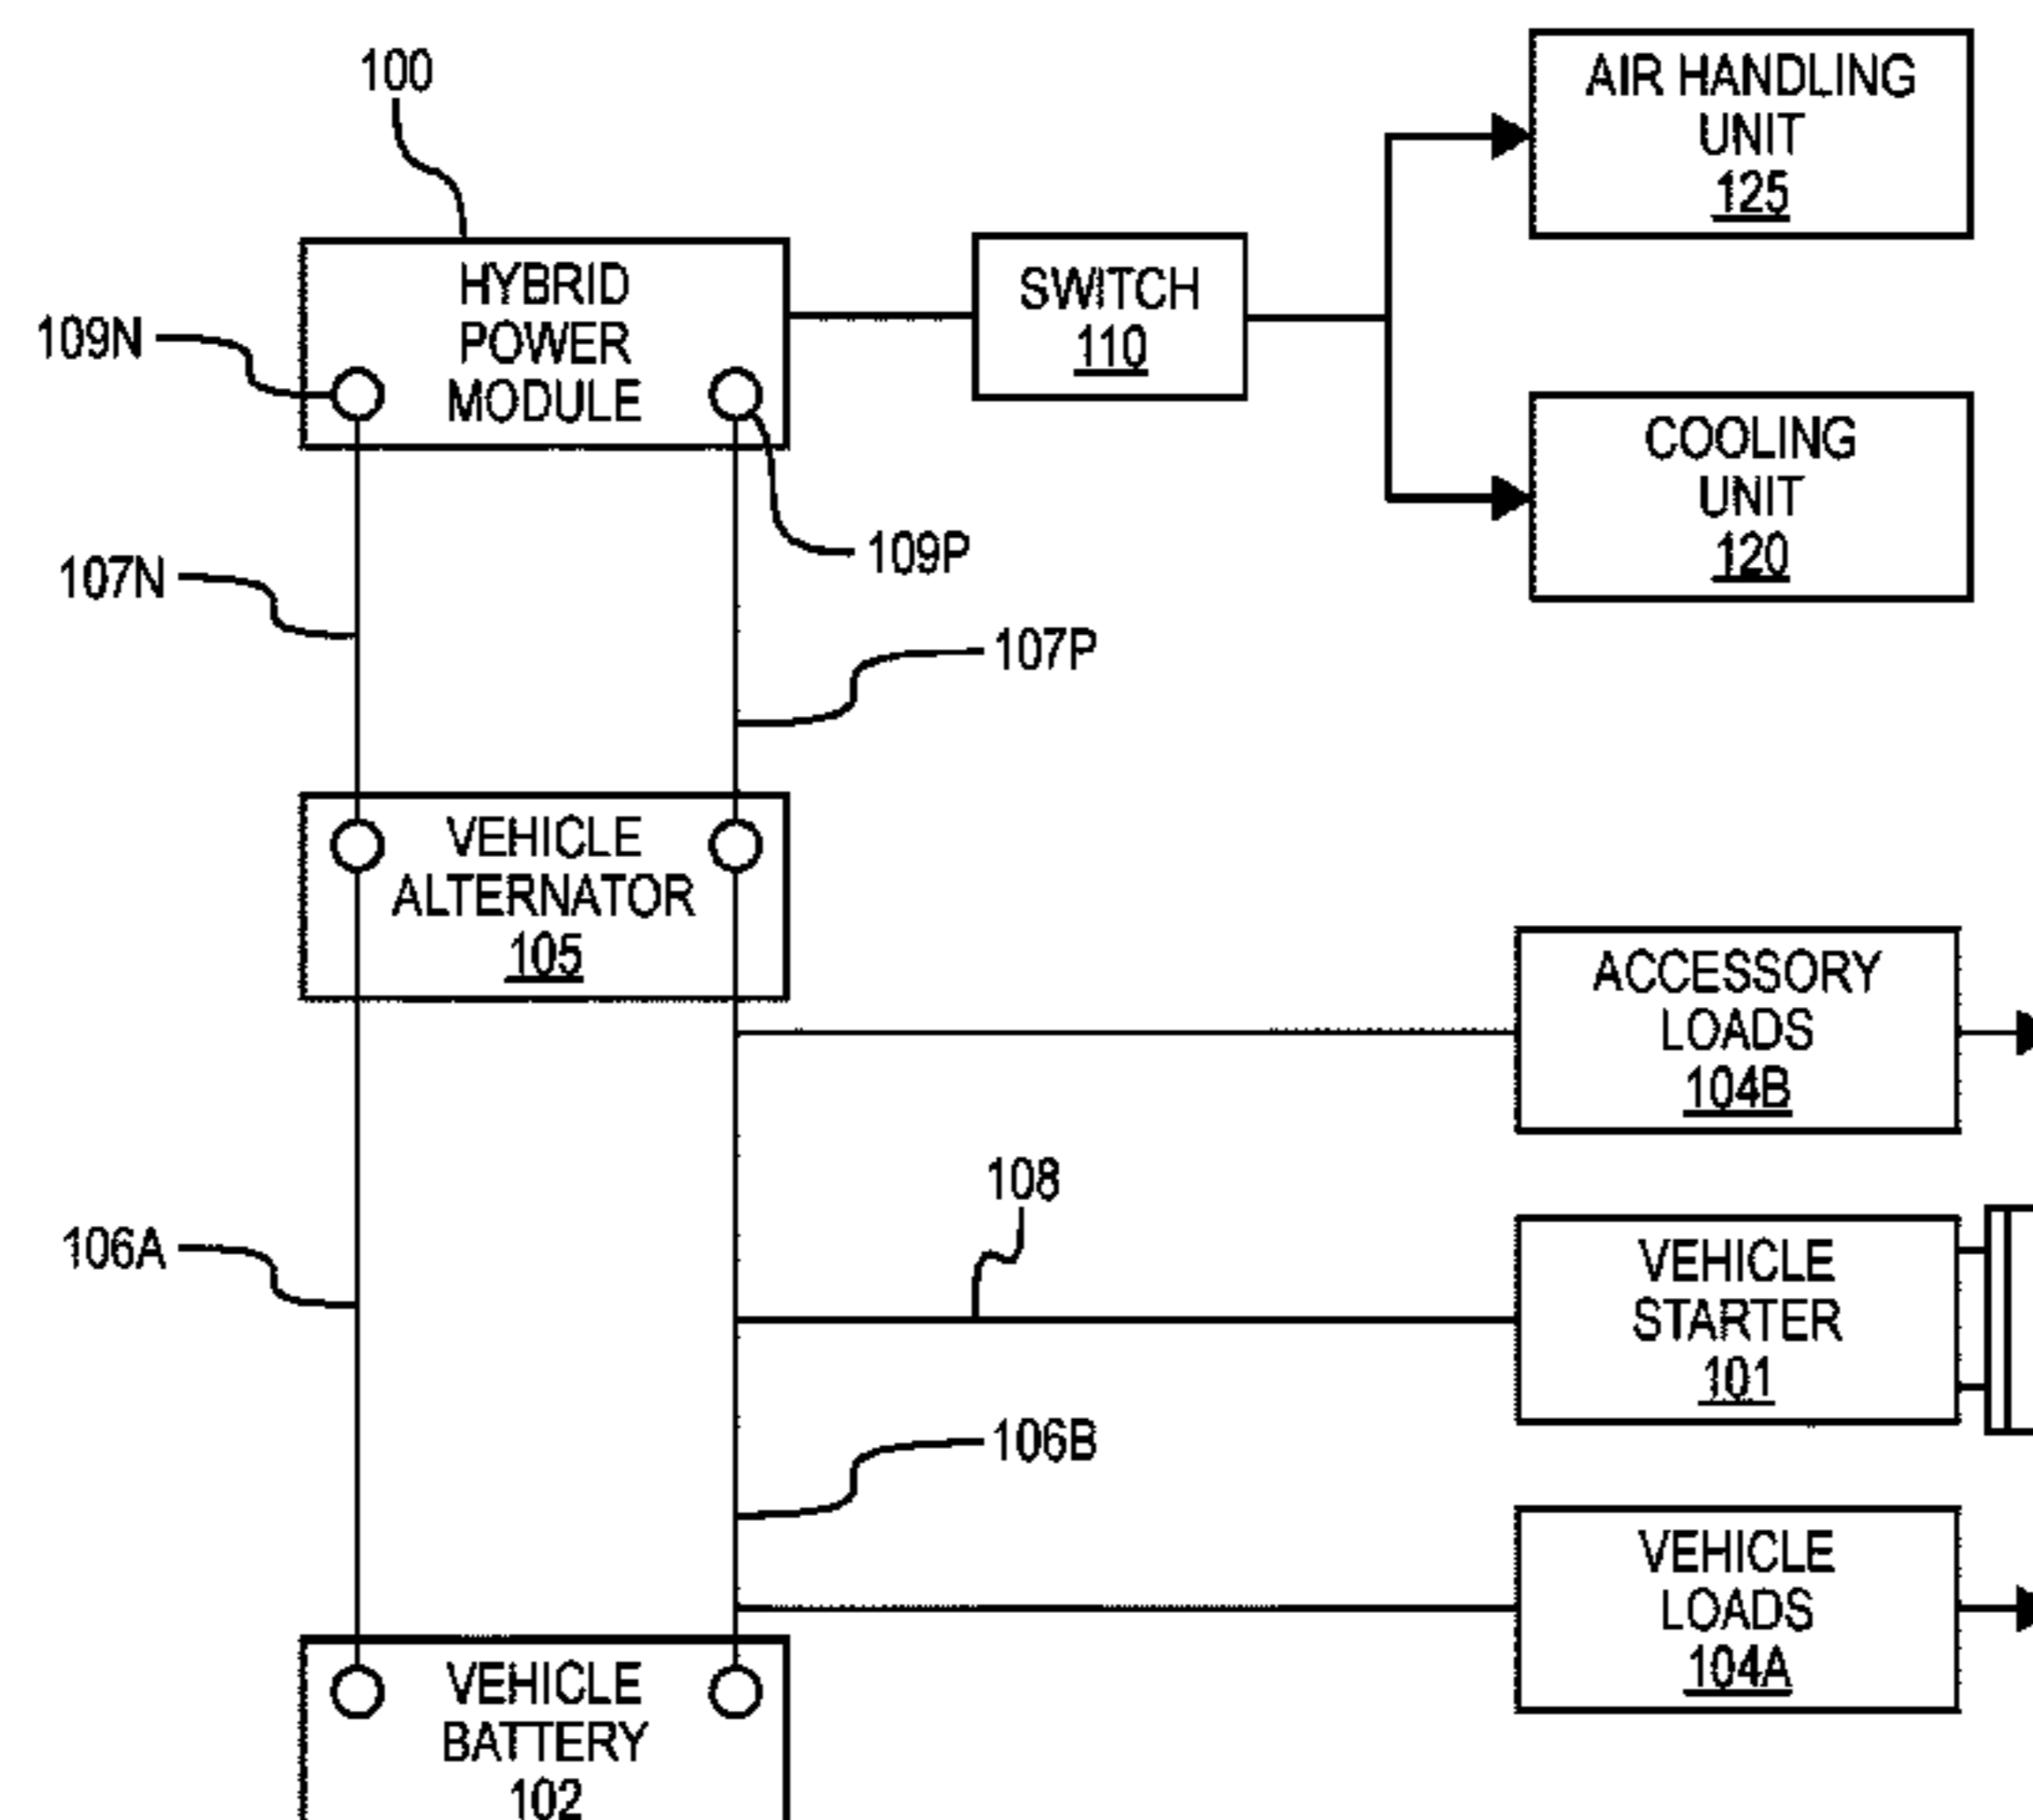 100
AIR HANDLING
UNIT
125
HYBRID
POWER
MODULE
SWITCH
110
109N
COOLING
UNIT
120
109P
107N
107P
VEHICLE
ALTERNATOR
105
ACCESSORY
LOADS
104B
108
106A
VEHICLE
STARTER
101
106B
VEHICLE
LOADS
104A
VEHICLE
BATTERY
102